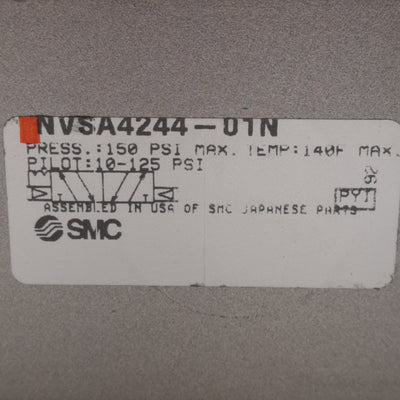 NVSA4244-01N
PRESS.:150 PSI MAX. TEMP:140F MAX.
PILOT:10-125 PSI
ASSEMBLED IN USA OF SMC JAPANESE PARTS
SMC